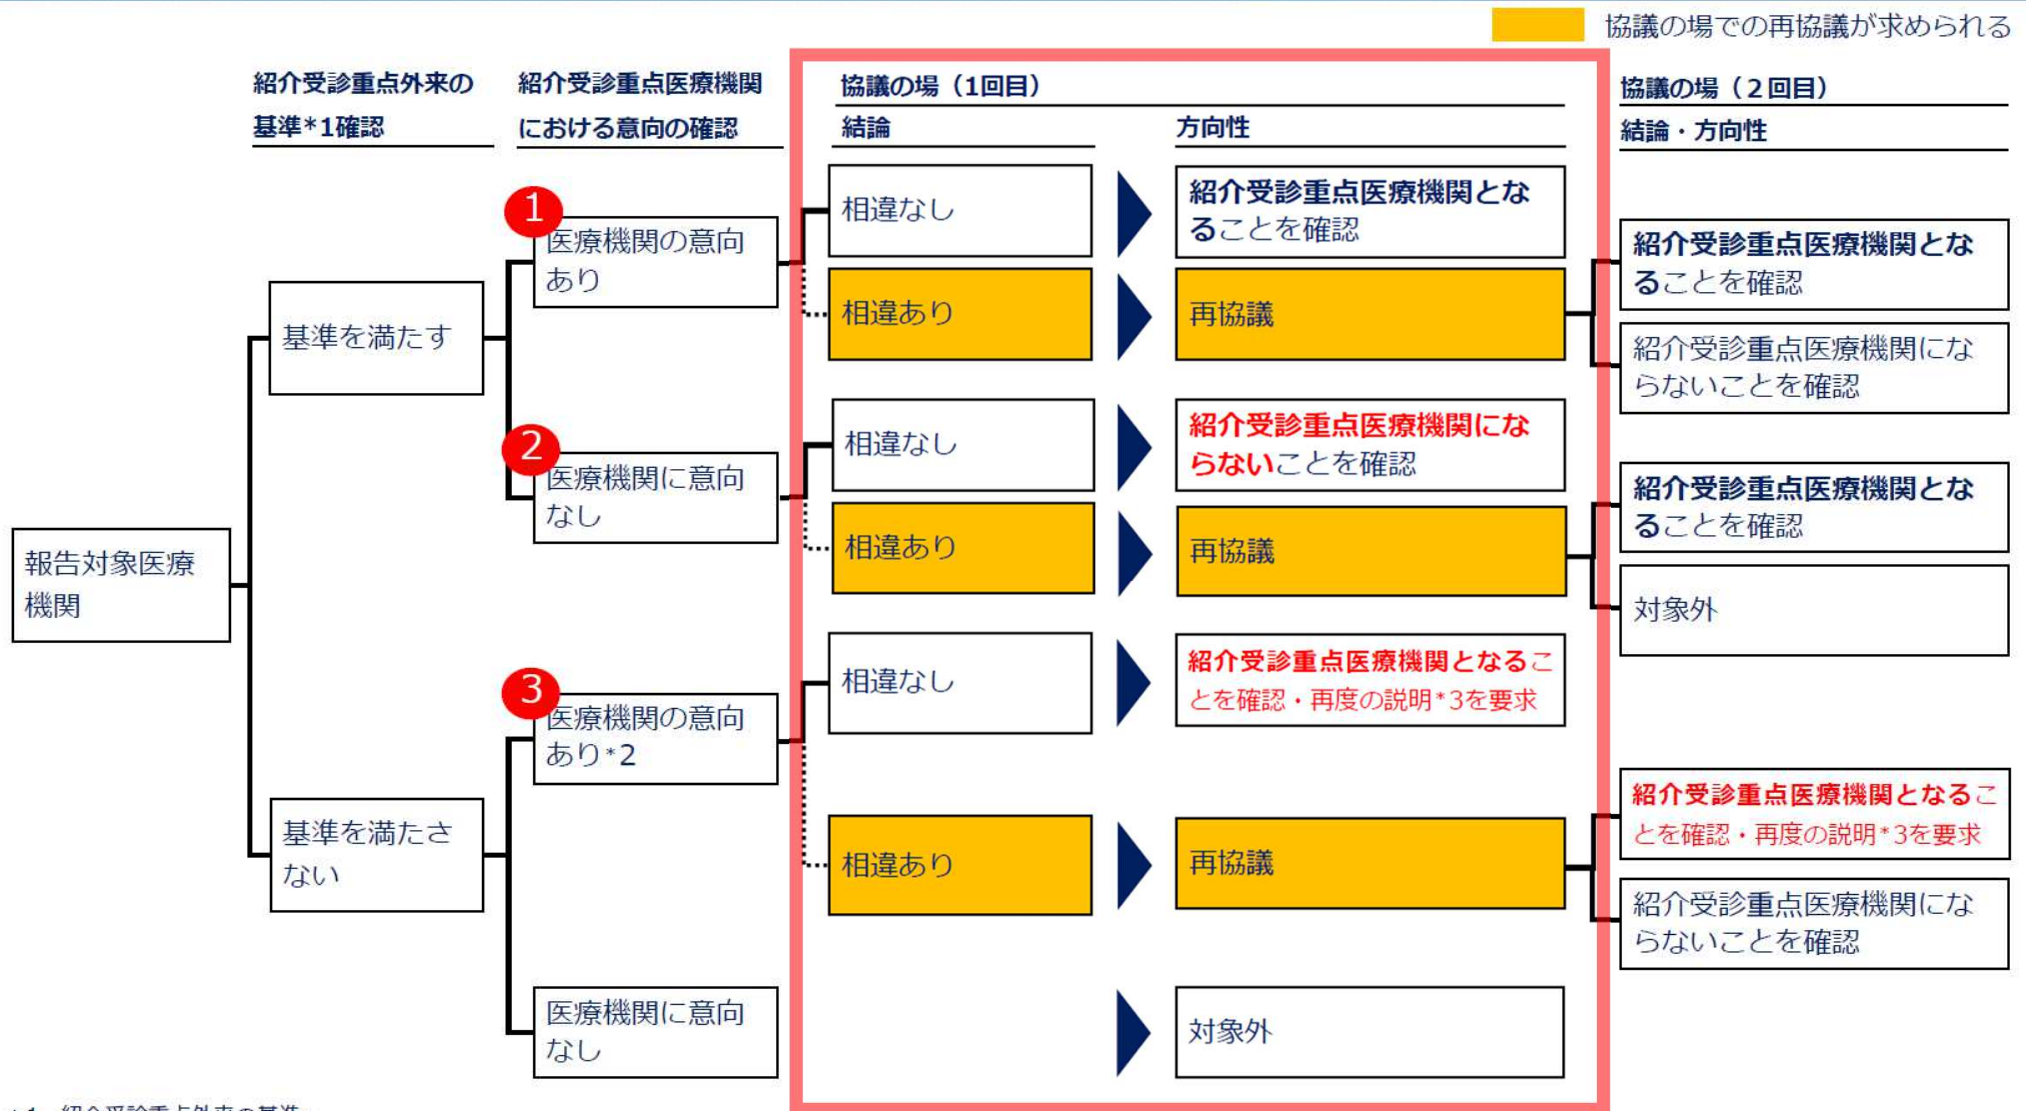 協議の場での再協議が求められる
紹介受診重点外来の
基準*1確認
紹介受診重点医療機関
における意向の確認
協議の場（1回目）
結論
方向性
協議の場（２回目）
結論・方向性
報告対象医療
機関
基準を満たす
基準を満たさ
ない
1
医療機関の意向
あり
2
医療機関に意向
なし
3
医療機関の意向
あり*2
医療機関に意向
なし
相違なし
紹介受診重点医療機関とな
ることを確認
相違あり
再協議
紹介受診重点医療機関とな
ることを確認
紹介受診重点医療機関にな
らないことを確認
相違なし
紹介受診重点医療機関にな
らないことを確認
相違あり
再協議
紹介受診重点医療機関とな
ることを確認
対象外
相違なし
紹介受診重点医療機関となるこ
とを確認・再度の説明*3を要求
相違あり
再協議
紹介受診重点医療機関となるこ
とを確認・再度の説明*3を要求
紹介受診重点医療機関にな
らないことを確認
対象外